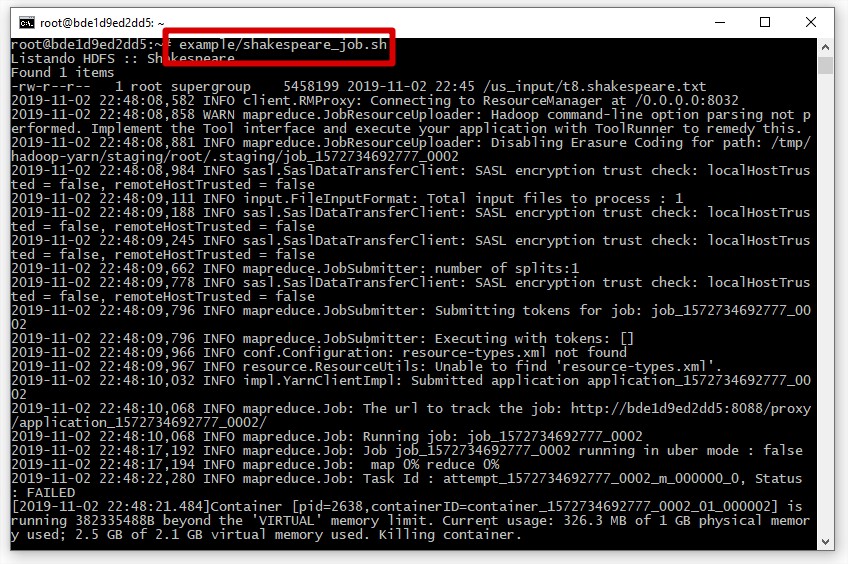 root@bde1d9ed2dd5: ~
root@bde1d9ed2dd5:~# example/shakespeare_job.sh
Listando HDFS :: Shakespeare
Found 1 items
-rw-r--r--   1 root supergroup    5458199 2019-11-02 22:45 /us_input/t8.shakespeare.txt
2019-11-02 22:48:08,582 INFO client.RMProxy: Connecting to ResourceManager at /0.0.0.0:8032
2019-11-02 22:48:08,858 WARN mapreduce.JobResourceUploader: Hadoop command-line option parsing not p
erformed. Implement the Tool interface and execute your application with ToolRunner to remedy this.
2019-11-02 22:48:08,881 INFO mapreduce.JobResourceUploader: Disabling Erasure Coding for path: /tmp/
hadoop-yarn/staging/root/.staging/job_1572734692777_0002
2019-11-02 22:48:08,984 INFO sasl.SaslDataTransferClient: SASL encryption trust check: localHostTrus
ted = false, remoteHostTrusted = false
2019-11-02 22:48:09,111 INFO input.FileInputFormat: Total input files to process : 1
2019-11-02 22:48:09,188 INFO sasl.SaslDataTransferClient: SASL encryption trust check: localHostTrus
ted = false, remoteHostTrusted = false
2019-11-02 22:48:09,245 INFO sasl.SaslDataTransferClient: SASL encryption trust check: localHostTrus
ted = false, remoteHostTrusted = false
2019-11-02 22:48:09,662 INFO mapreduce.JobSubmitter: number of splits:1
2019-11-02 22:48:09,778 INFO sasl.SaslDataTransferClient: SASL encryption trust check: localHostTrus
ted = false, remoteHostTrusted = false
2019-11-02 22:48:09,796 INFO mapreduce.JobSubmitter: Submitting tokens for job: job_1572734692777_00
02
2019-11-02 22:48:09,796 INFO mapreduce.JobSubmitter: Executing with tokens: []
2019-11-02 22:48:09,966 INFO conf.Configuration: resource-types.xml not found
2019-11-02 22:48:09,967 INFO resource.ResourceUtils: Unable to find 'resource-types.xml'.
2019-11-02 22:48:10,032 INFO impl.YarnClientImpl: Submitted application application_1572734692777_00
02
2019-11-02 22:48:10,068 INFO mapreduce.Job: The url to track the job: http://bde1d9ed2dd5:8088/proxy
/application_1572734692777_0002/
2019-11-02 22:48:10,068 INFO mapreduce.Job: Running job: job_1572734692777_0002
2019-11-02 22:48:17,192 INFO mapreduce.Job: Job job_1572734692777_0002 running in uber mode : false
2019-11-02 22:48:17,194 INFO mapreduce.Job:  map 0% reduce 0%
2019-11-02 22:48:22,280 INFO mapreduce.Job: Task Id : attempt_1572734692777_0002_m_000000_0, Status
: FAILED
[2019-11-02 22:48:21.484]Container [pid=2638,containerID=container_1572734692777_0002_01_000002] is
running 382335488B beyond the 'VIRTUAL' memory limit. Current usage: 326.3 MB of 1 GB physical memor
y used; 2.5 GB of 2.1 GB virtual memory used. Killing container.